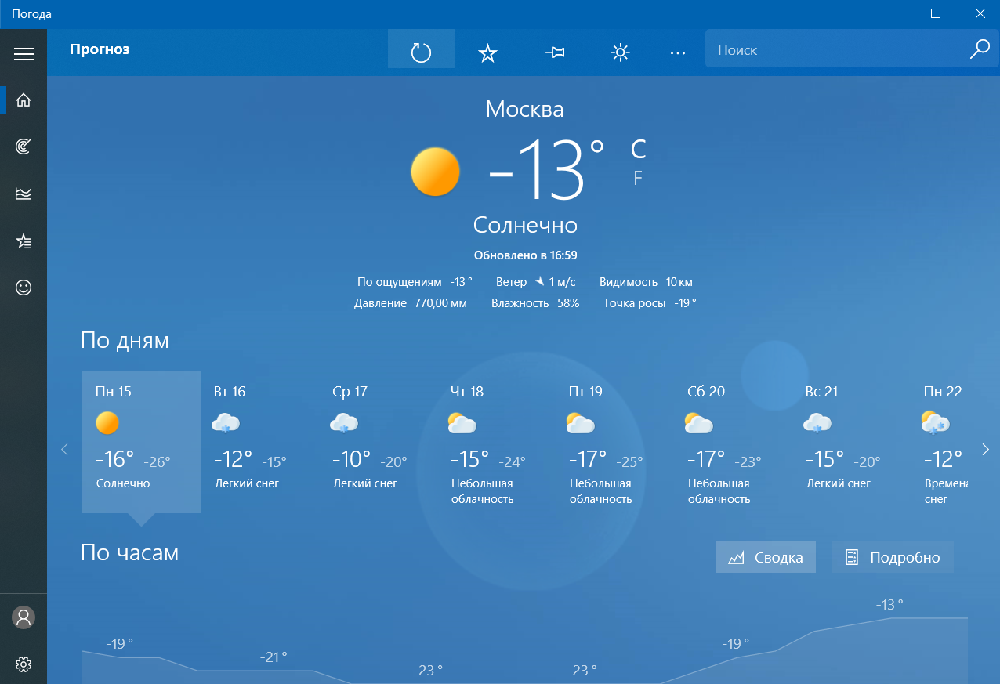 Погода
Прогноз
Поиск
Москва
-13° C
F
Солнечно
Обновлено в 16:59
По ощущениям -13° Ветер 1 м/с Видимость 10 км
Давление 770,00 мм Влажность 58% Точка росы -19°
По дням
Пн 15 Вт 16 Ср 17 Чт 18 Пт 19 Сб 20 Вс 21 Пн 22
-16° -26° -12° -15° -10° -20° -15° -24° -17° -25° -17° -23° -15° -20° -12°
Солнечно Легкий снег Легкий снег Небольшая Небольшая Небольшая Легкий снег Времена
облачность облачность облачность снег
По часам
Сводка Подробно
-19° -21° -23° -23° -19° -13°